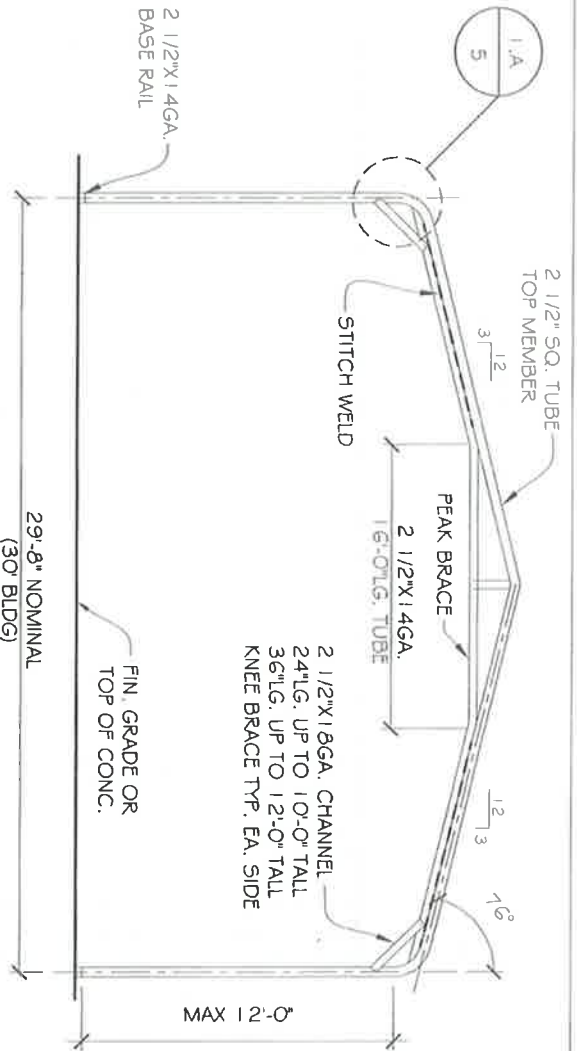 1.A
5
2 1/2" SQ. TUBE
TOP MEMBER
12
3
12
3
76°
STITCH WELD
PEAK BRACE
2 1/2"X14GA.
16'-0"LG. TUBE
2 1/2"X18GA. CHANNEL
24"LG. UP TO 10'-0" TALL
36"LG. UP TO 12'-0" TALL
KNEE BRACE TYP. EA. SIDE
MAX 12'-0"
2 1/2"X14GA.
BASE RAIL
FIN. GRADE OR
TOP OF CONC.
29'-8" NOMINAL
(30' BLDG)